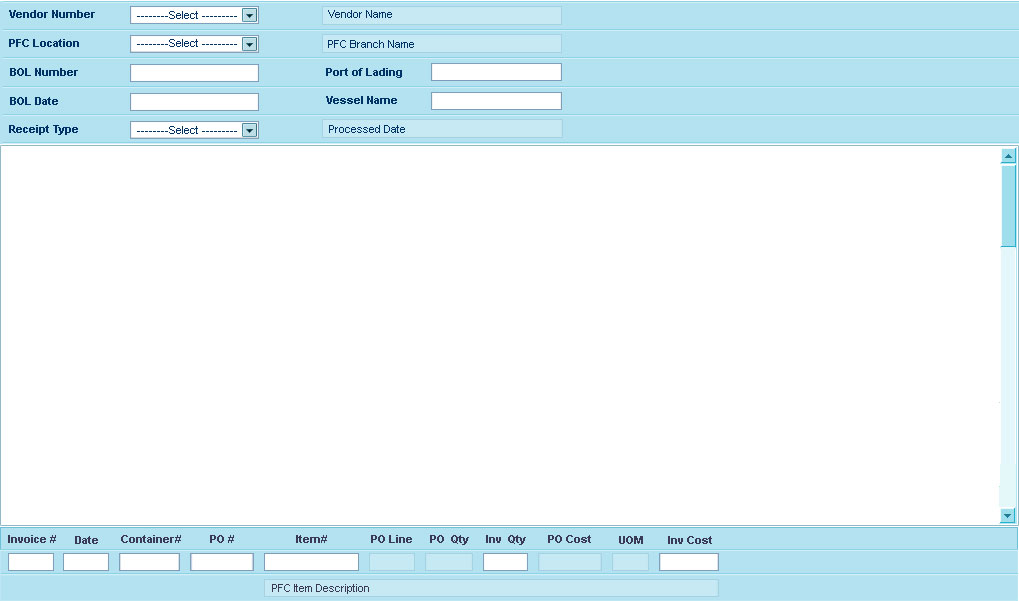 Vendor Number --------Select --------- Vendor Name
PFC Location --------Select --------- PFC Branch Name
BOL Number Port of Lading
BOL Date Vessel Name
Receipt Type --------Select --------- Processed Date
Invoice # Date Container# PO # Item# PO Line PO Qty Inv Qty PO Cost UOM Inv Cost
PFC Item Description